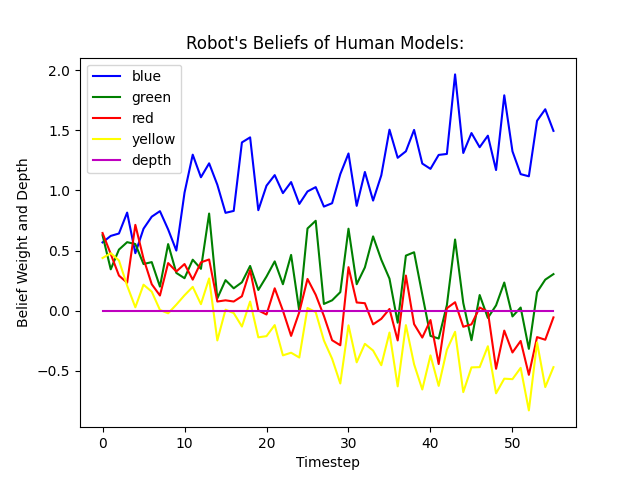 Robot's Beliefs of Human Models:
blue
green
red
yellow
depth
Belief Weight and Depth
2.0
1.5
1.0
0.5
0.0
−0.5
0 10 20 30 40 50
Timestep